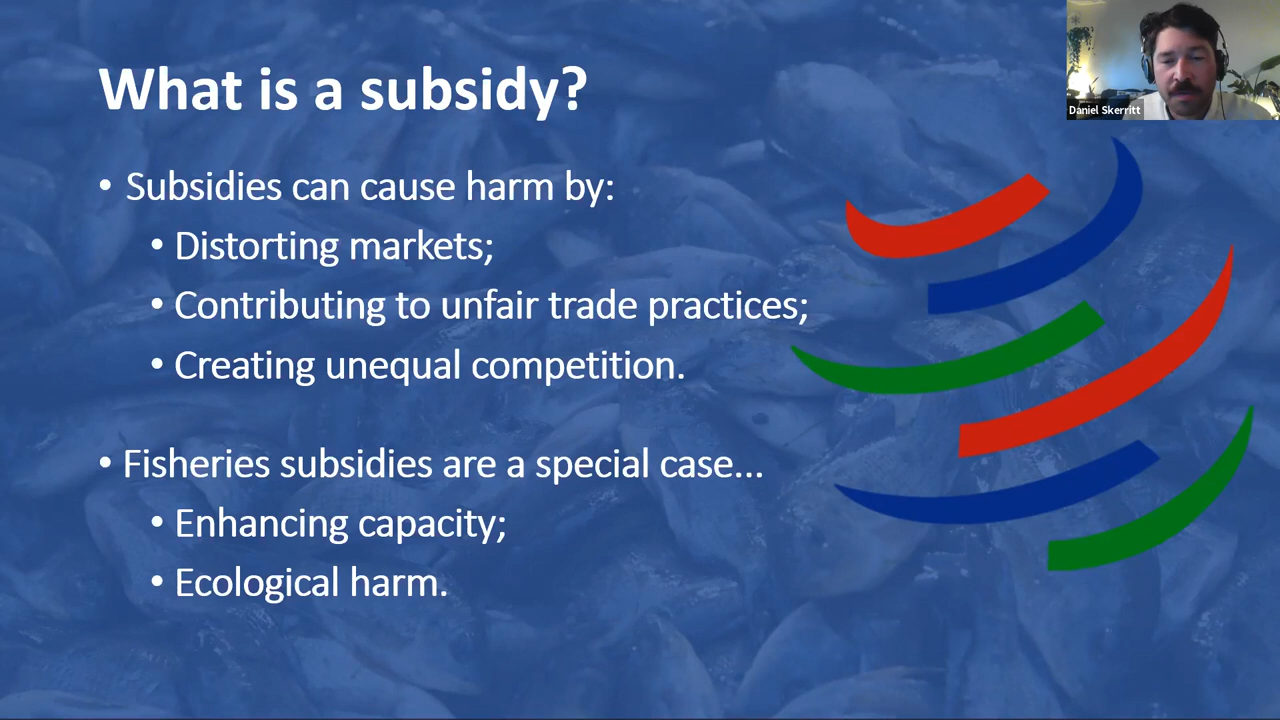 What is a subsidy?
Daniel Skerritt
• Subsidies can cause harm by:
• Distorting markets;
• Contributing to unfair trade practices;
• Creating unequal competition.
• Fisheries subsidies are a special case...
• Enhancing capacity;
• Ecological harm.